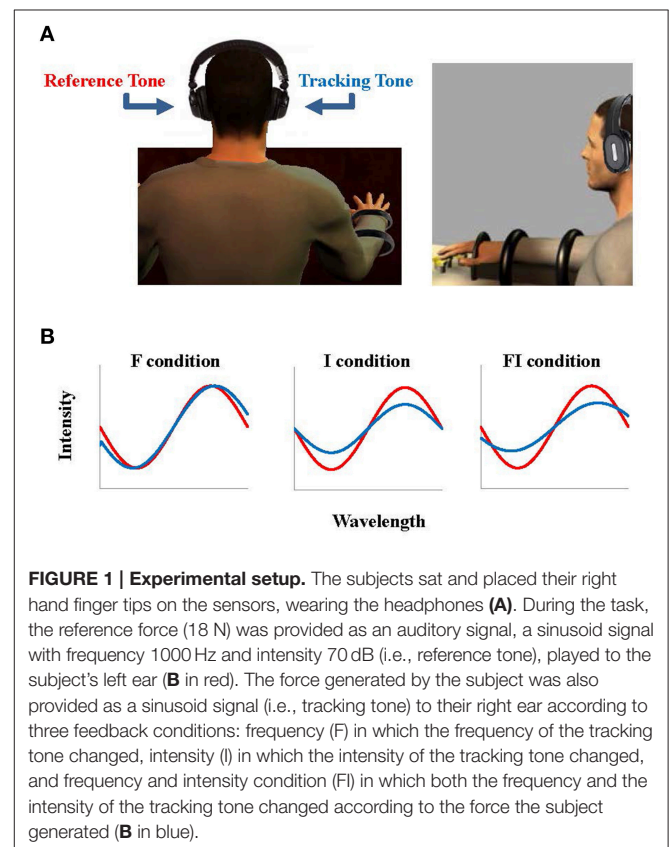 A
Reference Tone
Tracking Tone
B
F condition
I condition
FI condition
Intensity
Wavelength
FIGURE 1 | Experimental setup. The subjects sat and placed their right
hand finger tips on the sensors, wearing the headphones (A). During the task,
the reference force (18 N) was provided as an auditory signal, a sinusoid signal
with frequency 1000 Hz and intensity 70 dB (i.e., reference tone), played to the
subject's left ear (B in red). The force generated by the subject was also
provided as a sinusoid signal (i.e., tracking tone) to their right ear according to
three feedback conditions: frequency (F) in which the frequency of the tracking
tone changed, intensity (I) in which the intensity of the tracking tone changed,
and frequency and intensity condition (FI) in which both the frequency and the
intensity of the tracking tone changed according to the force the subject
generated (B in blue).